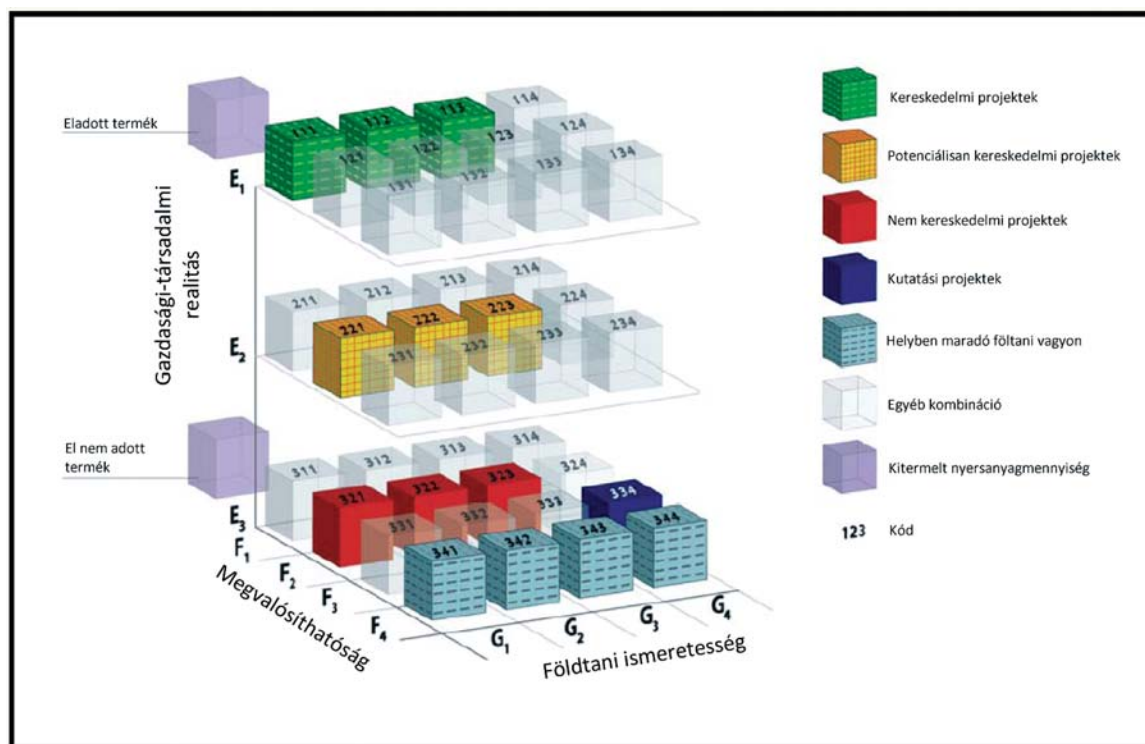 Eladott termék
E1
Gazdasági-társadalmi
realitás
E2
El nem adott
termék
E3
111 112 113 114
121 122 123 124
131 132 133 134
211 212 213 214
221 222 223 224
231 232 233 234
311 312 313 314
321 322 323 324
331 332 333 334
341 342 343 344
F1
F2
F3
F4
Megvalósíthatóság
G1
G2
G3
G4
Földtani ismeretesség
Kereskedelmi projektek
Potenciálisan kereskedelmi projektek
Nem kereskedelmi projektek
Kutatási projektek
Helyben maradó föltani vagyon
Egyéb kombináció
Kitermelt nyersanyagmennyiség
123 Kód